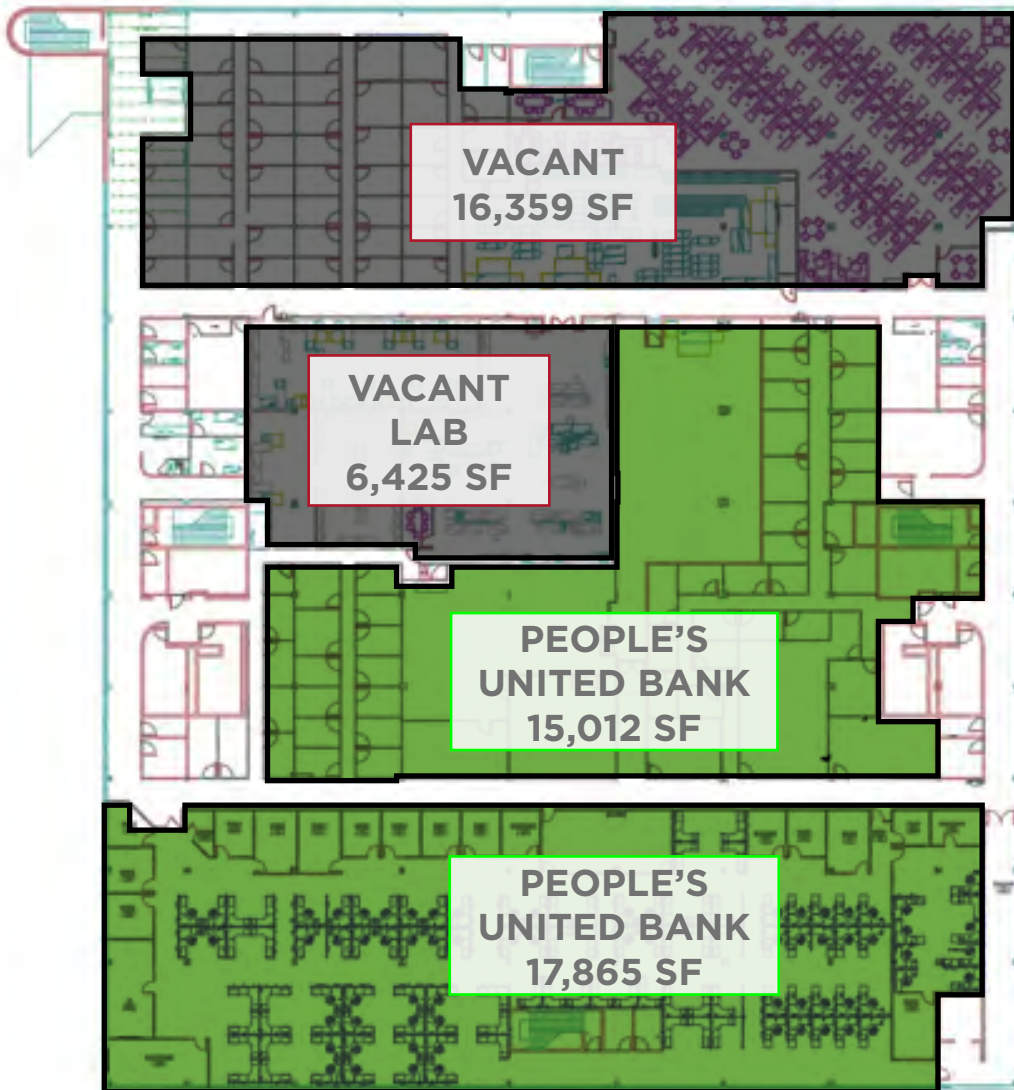 VACANT
16,359 SF
VACANT
LAB
6,425 SF
PEOPLE'S
UNITED BANK
15,012 SF
PEOPLE'S
UNITED BANK
17,865 SF